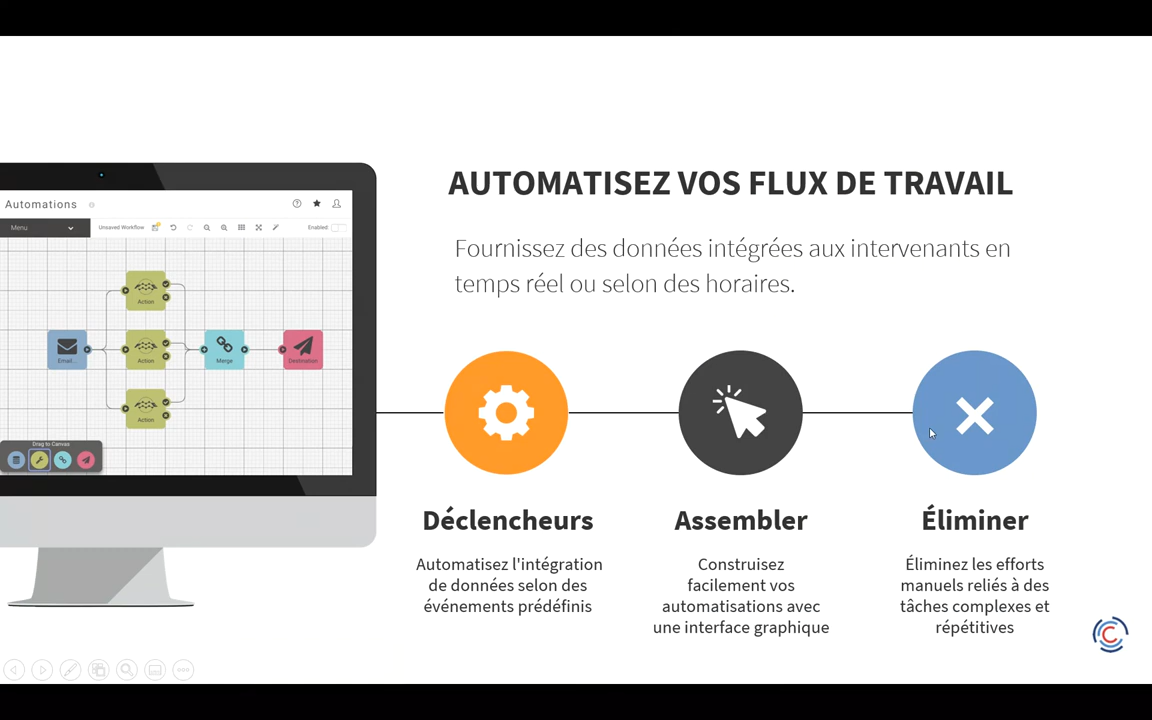 AUTOMATISEZ VOS FLUX DE TRAVAIL
Fournissez des données intégrées aux intervenants en
temps réel ou selon des horaires.
Automations
Menu
Unsaved Workflow
Enabled:
Action
Email...
Action
Merge
Destination
Action
Drag to Canvas
Déclencheurs
Automatisez l'intégration
de données selon des
événements prédéfinis
Assembler
Construisez
facilement vos
automatisations avec
une interface graphique
Éliminer
Éliminez les efforts
manuels reliés à des
tâches complexes et
répétitives